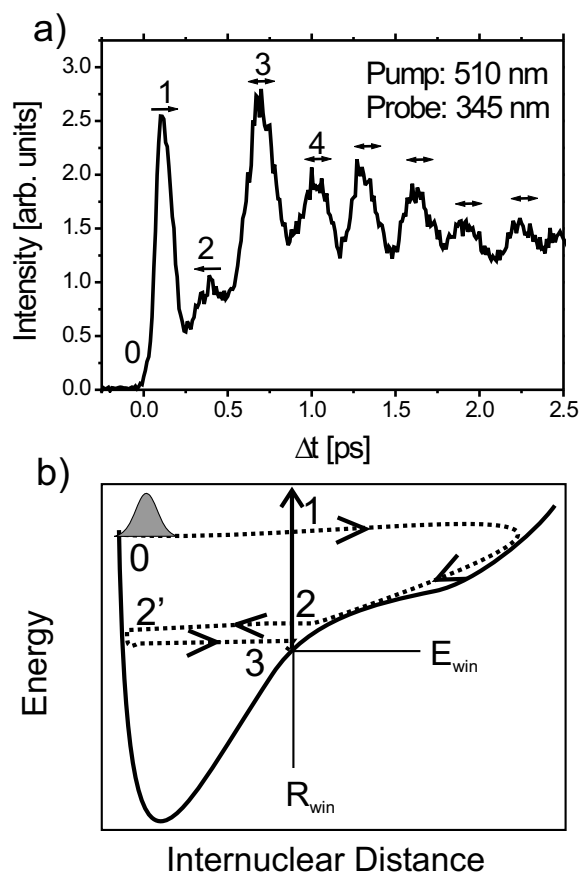 a)
3.0
2.5
2.0
1.5
1.0
0.5
0.0
Intensity [arb. units]
Pump: 510 nm
Probe: 345 nm
0
1
2
3
4
0.0 0.5 1.0 1.5 2.0 2.5
Δt [ps]
b)
Energy
0
1
2'
2
3
E_win
R_win
Internuclear Distance